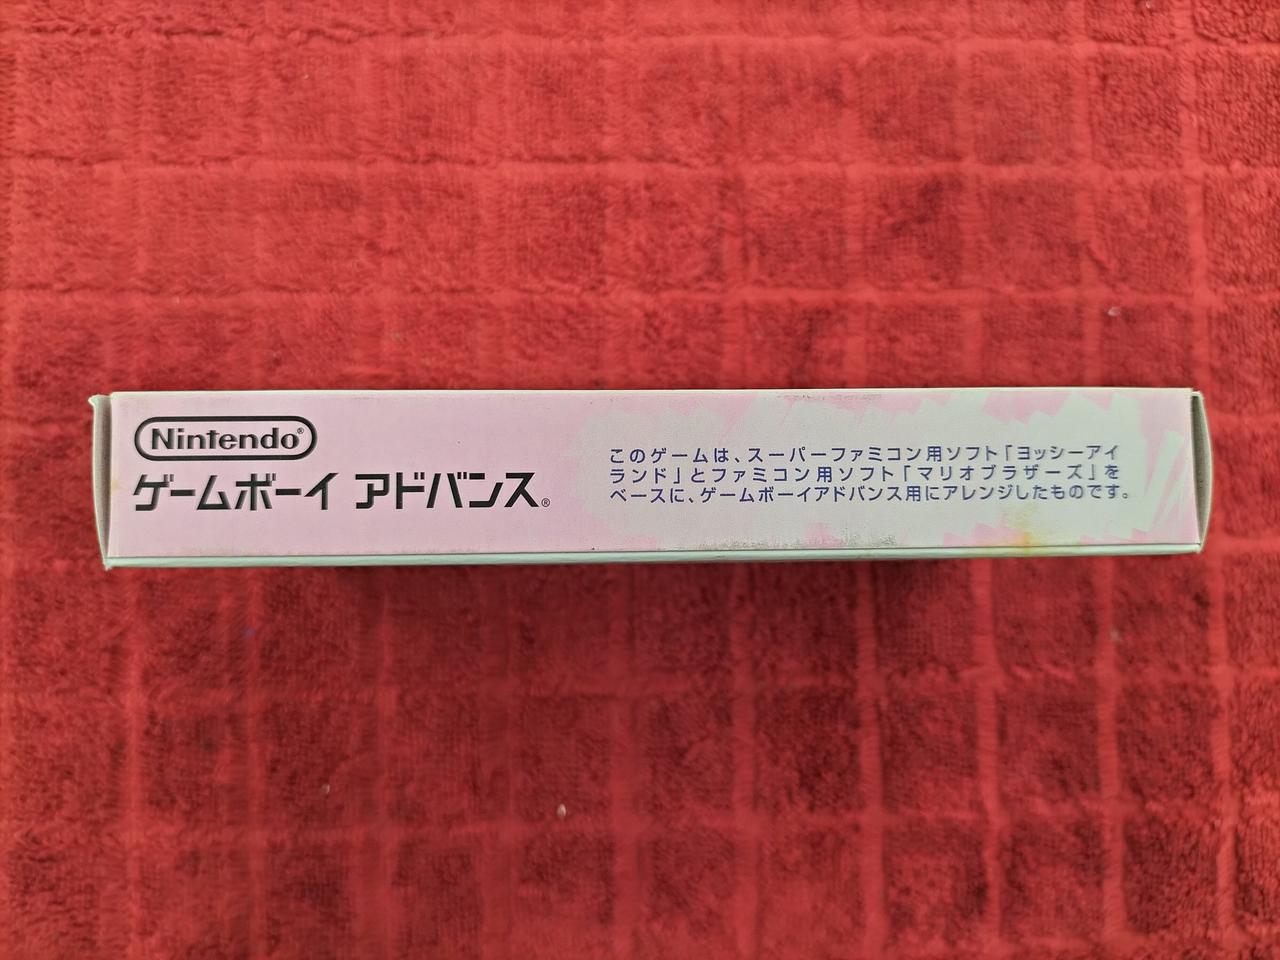 Nintendo®
ゲームボーイ アドバンス®
このゲームは、スーパーファミコン用ソフト「ヨッシーアイ
ランド」とファミコン用ソフト「マリオブラザーズ」を
ベースに、ゲームボーイアドバンス用にアレンジしたものです。